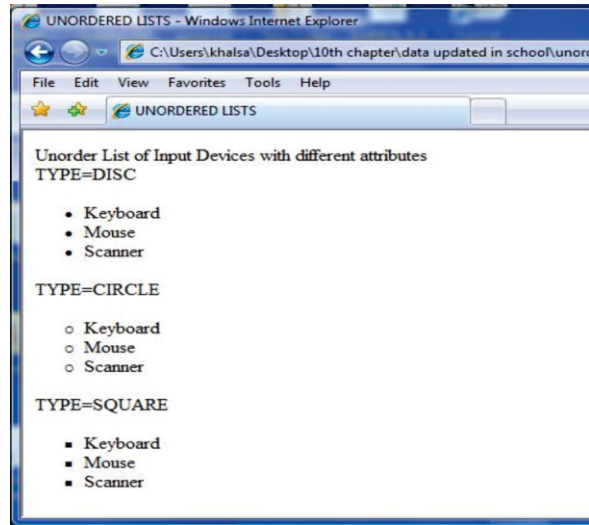 UNORDERED LISTS - Windows Internet Explorer
C:\Users\khalsa\Desktop\10th chapter\data updated in school\unord
File Edit View Favorites Tools Help
UNORDERED LISTS
Unorder List of Input Devices with different attributes
TYPE=DISC
• Keyboard
• Mouse
• Scanner
TYPE=CIRCLE
○ Keyboard
○ Mouse
○ Scanner
TYPE=SQUARE
▪ Keyboard
▪ Mouse
▪ Scanner